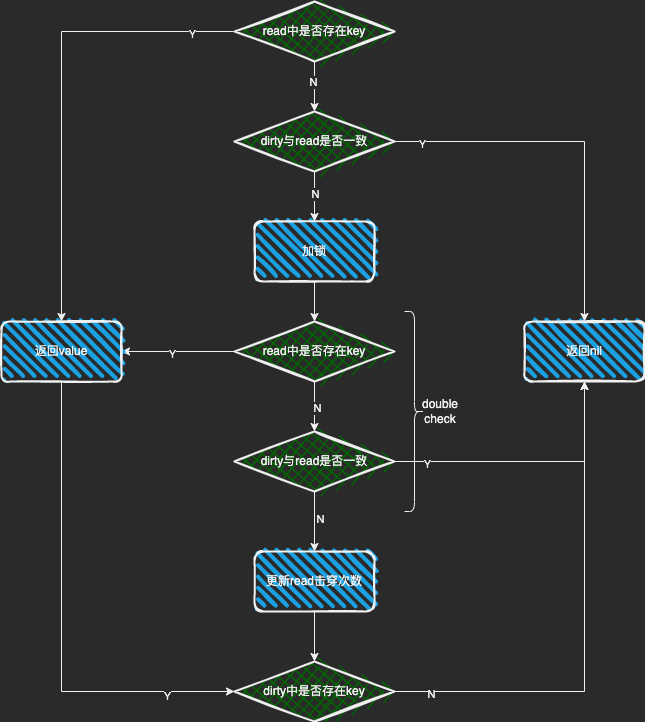 read中是否存在key
Y
N
dirty与read是否一致
Y
N
加锁
返回value
Y
read中是否存在key
返回nil
N
double
check
dirty与read是否一致
Y
N
更新read击穿次数
dirty中是否存在key
Y
N